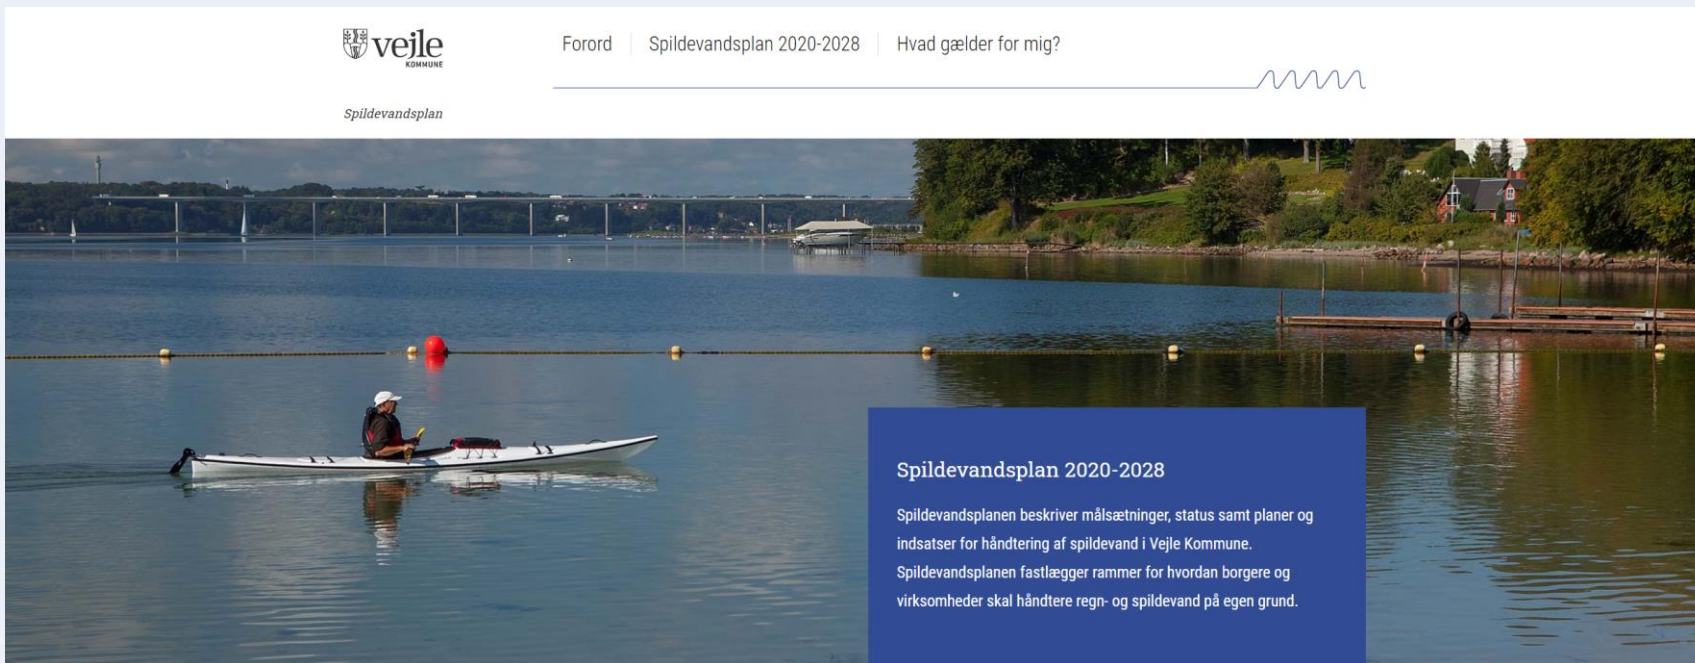 vejle
KOMMUNE
Forord
Spildevandsplan 2020-2028
Hvad gælder for mig?
Spildevandsplan
Spildevandsplan 2020-2028
Spildevandsplanen beskriver målsætninger, status samt planer og
indsatser for håndtering af spildevand i Vejle Kommune.
Spildevandsplanen fastlægger rammer for hvordan borgere og
virksomheder skal håndtere regn- og spildevand på egen grund.